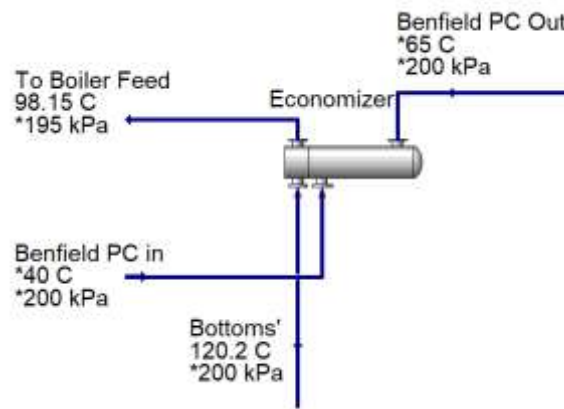 Benfield PC Out
*65 C
*200 kPa
To Boiler Feed
98.15 C
*195 kPa
Economizer
Benfield PC in
*40 C
*200 kPa
Bottoms'
120.2 C
*200 kPa